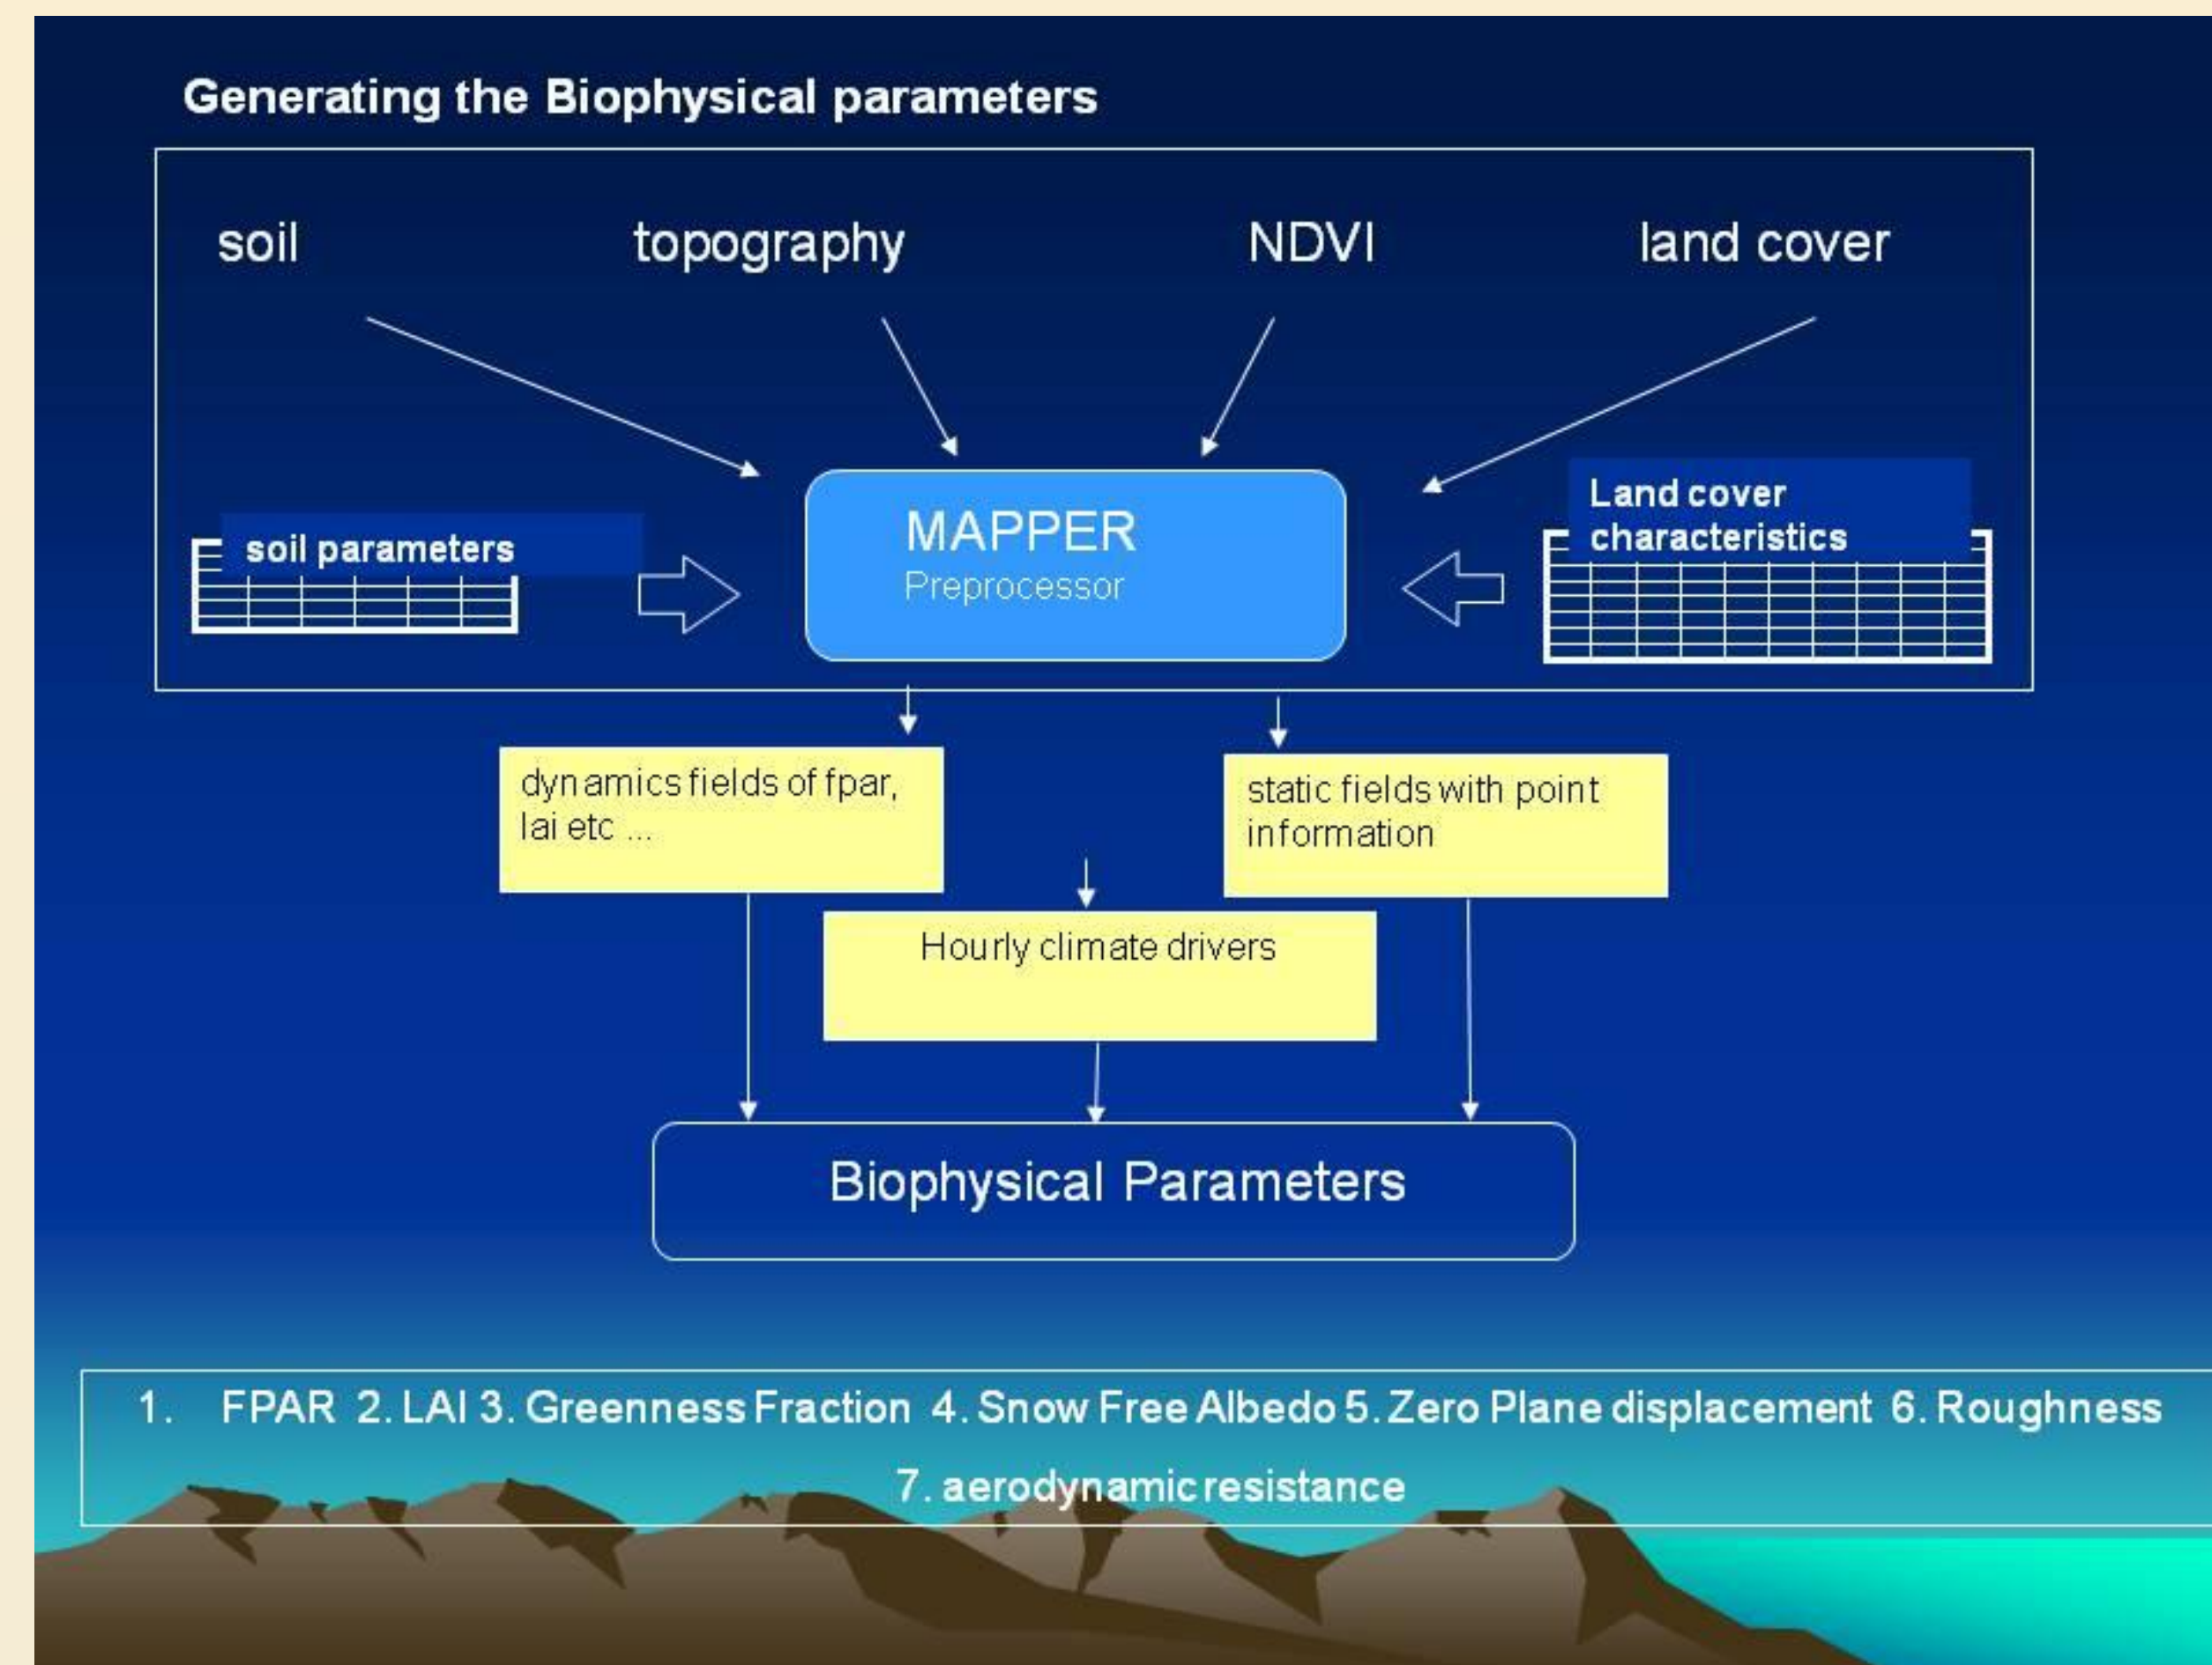 Generating the Biophysical parameters
soil topography NDVI land cover
MAPPER
Preprocessor
soil parameters
Land cover
characteristics
dynamics fields of fpar,
lai etc ...
static fields with point
information
Hourly climate drivers
Biophysical Parameters
1. FPAR 2. LAI 3. Greenness Fraction 4. Snow Free Albedo 5. Zero Plane displacement 6. Roughness
7. aerodynamic resistance